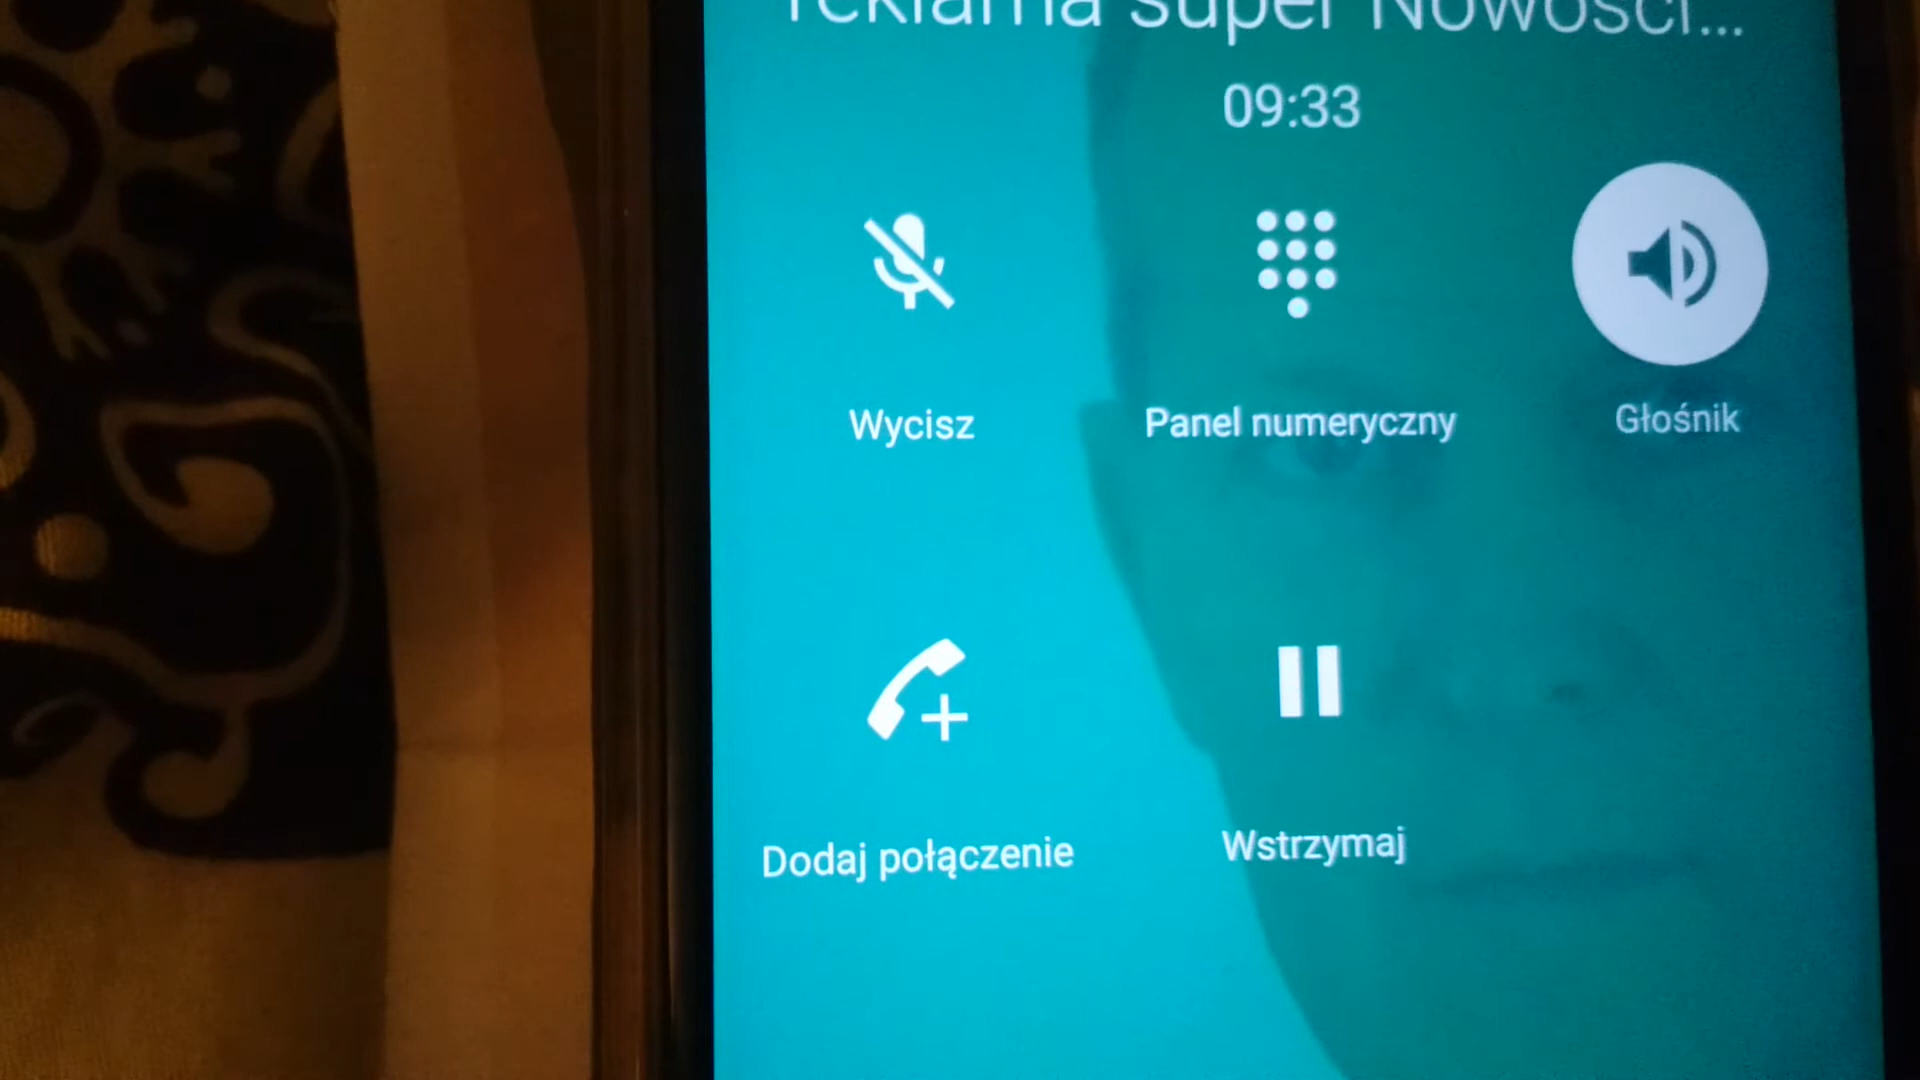 reklama super Nowości...
09:33
Wycisz
Panel numeryczny
Głośnik
Dodaj połączenie
Wstrzymaj